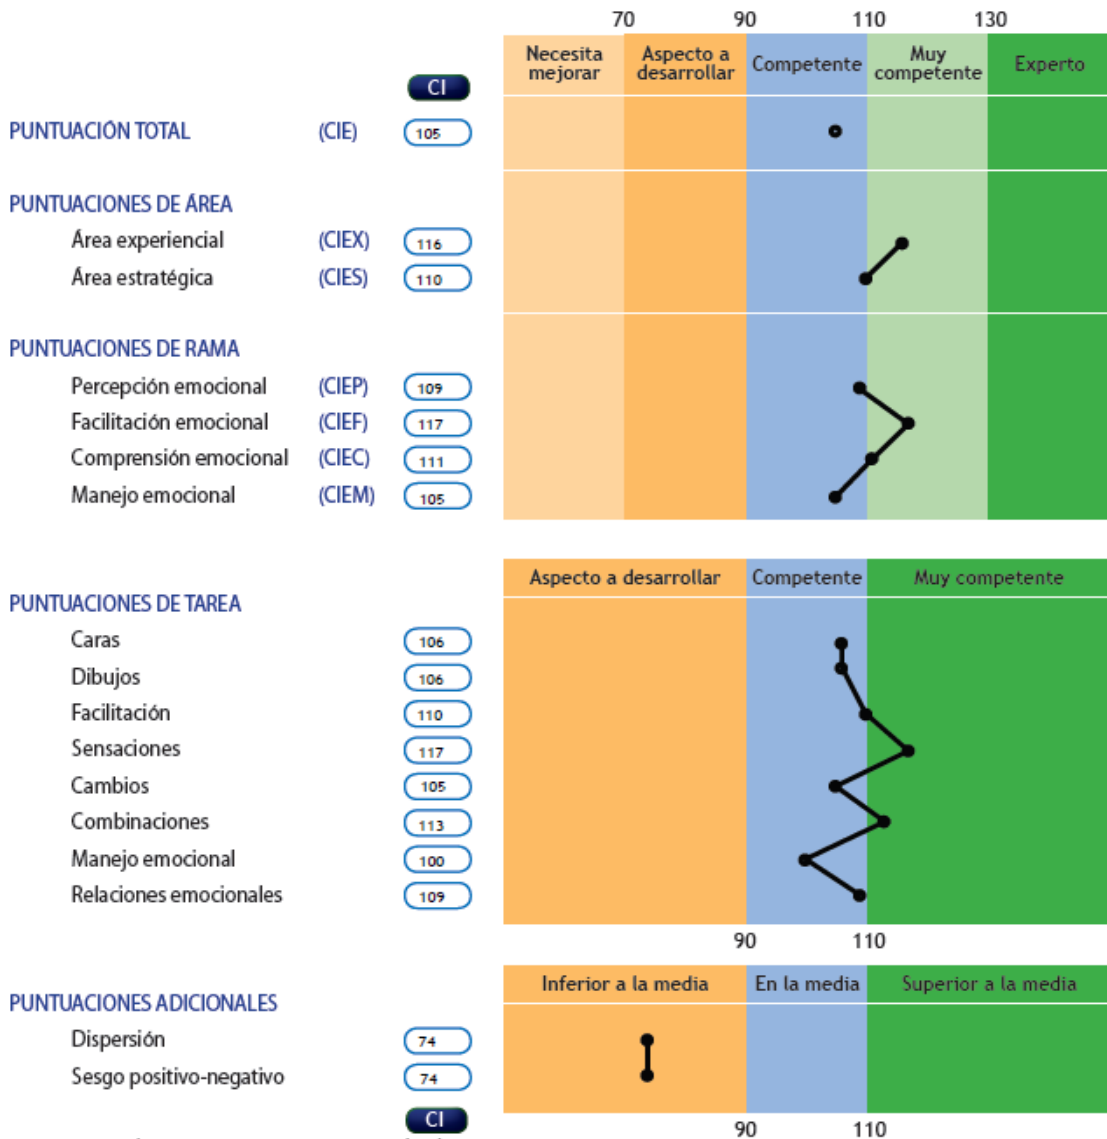 70 90 110 130
Necesita mejorar Aspecto a desarrollar Competente Muy competente Experto
CI
PUNTUACIÓN TOTAL (CIE) 105
PUNTUACIONES DE ÁREA
Área experiencial (CIEX) 116
Área estratégica (CIES) 110
PUNTUACIONES DE RAMA
Percepción emocional (CIEP) 109
Facilitación emocional (CIEF) 117
Comprensión emocional (CIEC) 111
Manejo emocional (CIEM) 105
Aspecto a desarrollar Competente Muy competente
PUNTUACIONES DE TAREA
Caras 106
Dibujos 106
Facilitación 110
Sensaciones 117
Cambios 105
Combinaciones 113
Manejo emocional 100
Relaciones emocionales 109
90 110
Inferior a la media En la media Superior a la media
PUNTUACIONES ADICIONALES
Dispersión 74
Sesgo positivo-negativo 74
CI
90 110